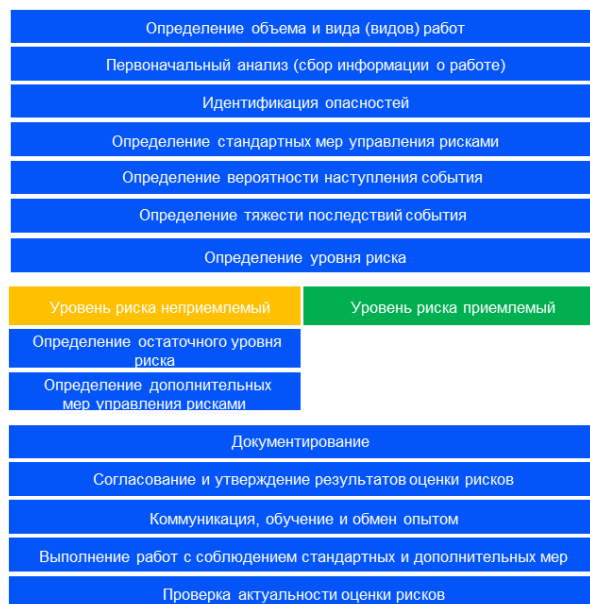 Определение объема и вида (видов) работ
Первоначальный анализ (сбор информации о работе)
Идентификация опасностей
Определение стандартных мер управления рисками
Определение вероятности наступления события
Определение тяжести последствий события
Определение уровня риска
Уровень риска неприемлемый
Уровень риска приемлемый
Определение остаточного уровня
риска
Определение дополнительных
мер управления рисками
Документирование
Согласование и утверждение результатов оценки рисков
Коммуникация, обучение и обмен опытом
Выполнение работ с соблюдением стандартных и дополнительных мер
Проверка актуальности оценки рисков